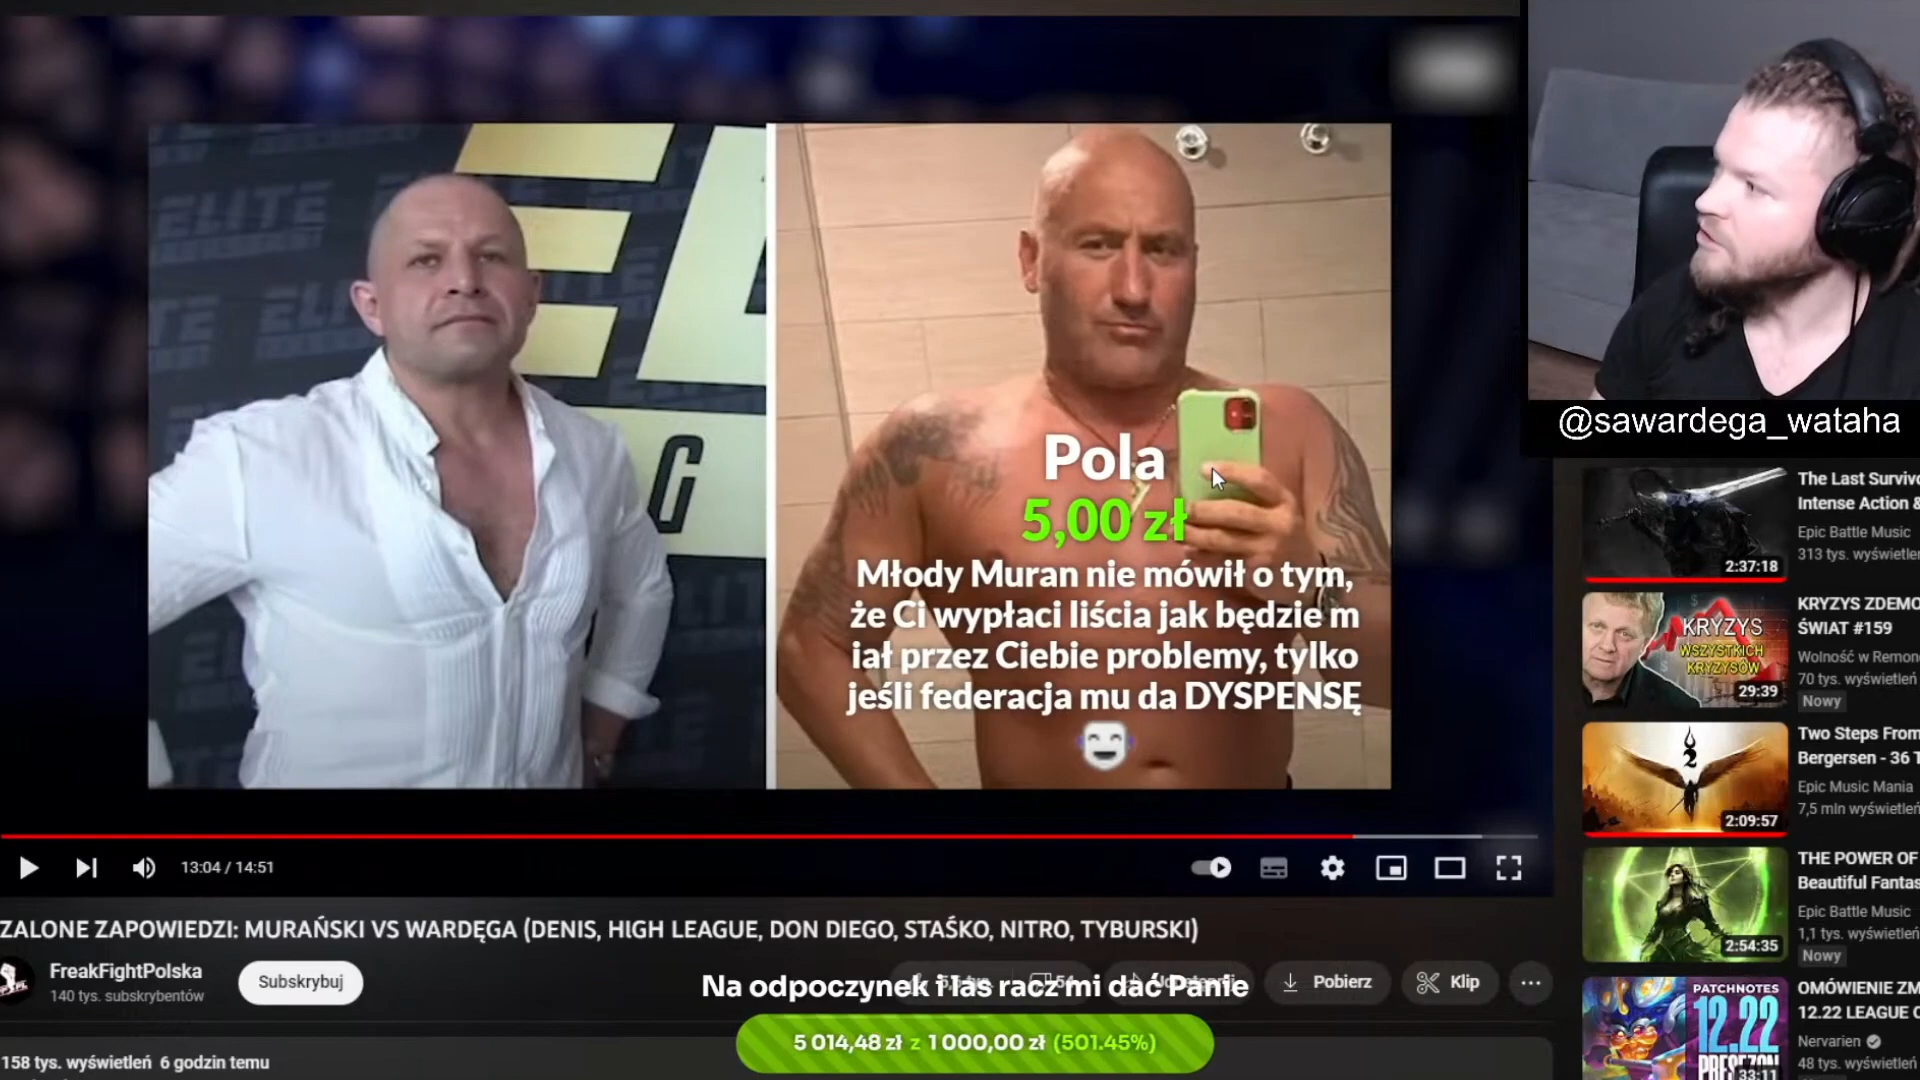 ELITE
G
Pola
5,00 zł
Młody Muran nie mówił o tym,
że Ci wypłaci liścia jak będzie m
iał przez Ciebie problemy, tylko
jeśli federacja mu da DYSPENSĘ
@sawardega_wataha
13:04 / 14:51
ZALONE ZAPOWIEDZI: MURAŃSKI VS WARDĘGA (DENIS, HIGH LEAGUE, DON DIEGO, STAŚKO, NITRO, TYBURSKI)
FreakFightPolska
140 tys. subskrybentów
Subskrybuj
Pobierz
Klip
Na odpoczynek i las racz mi dać Panie
5 014,48 zł z 1 000,00 zł (501.45%)
158 tys. wyświetleń 6 godzin temu
The Last Survivo
Intense Action &
Epic Battle Music
313 tys. wyświetleń
2:37:18
KRYZYS
WSZYSTKICH
KRYZYSÓW
29:39
KRYZYS ZDEMO
ŚWIAT #159
Wolność w Remon
70 tys. wyświetleń
Nowy
2
2:09:57
Two Steps From
Bergersen - 36 T
Epic Music Mania
7,5 mln wyświetleń
2:54:35
THE POWER OF
Beautiful Fantas
Epic Battle Music
1,1 tys. wyświetleń
Nowy
PATCHNOTES
12.22
33:11
OMÓWIENIE ZM
12.22 LEAGUE O
Nervarien
48 tys. wyświetleń